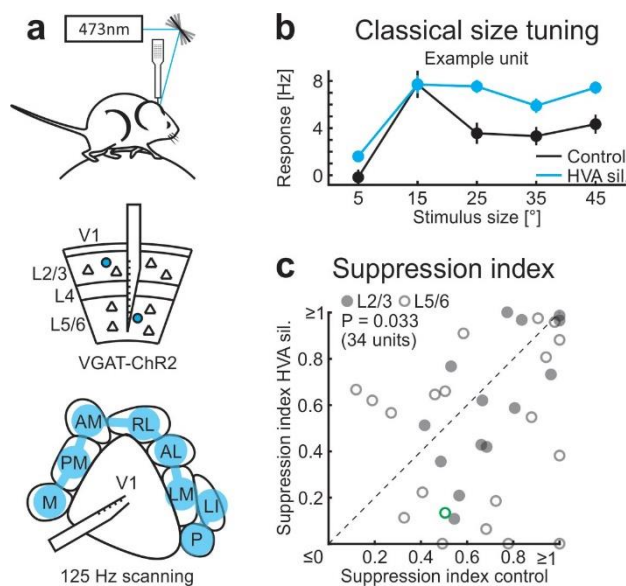 a
473nm
V1
L2/3
L4
L5/6
VGAT-ChR2
AM
RL
PM
AL
V1
M
LM
LI
P
125 Hz scanning
b Classical size tuning
Example unit
Response [Hz]
8
4
0
Control
HVA sil.
5 15 25 35 45
Stimulus size [°]
c Suppression index
L2/3 L5/6
P = 0.033
(34 units)
Suppression index HVA sil.
≥1
0.8
0.6
0.4
0.2
≤0 0.2 0.4 0.6 0.8 ≥1
Suppression index control